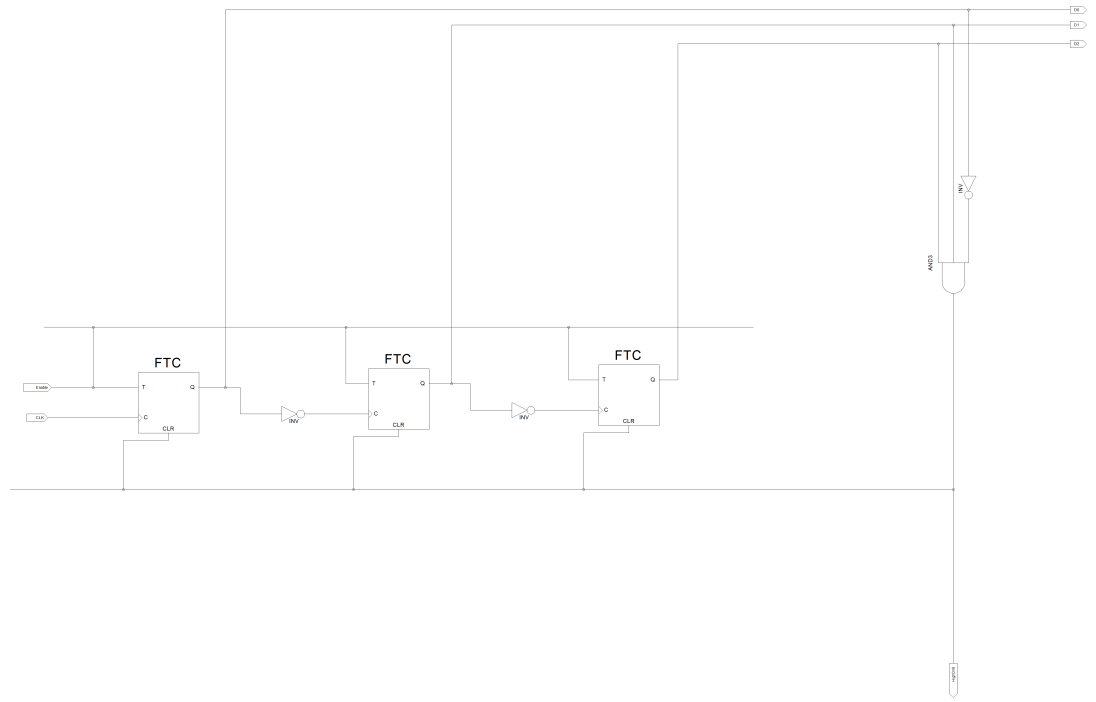 D0
D1
D2
INV
AND3
FTC
FTC
FTC
Enable
T
Q
T
Q
T
Q
CLK
C
INV
C
INV
C
CLR
CLR
CLR